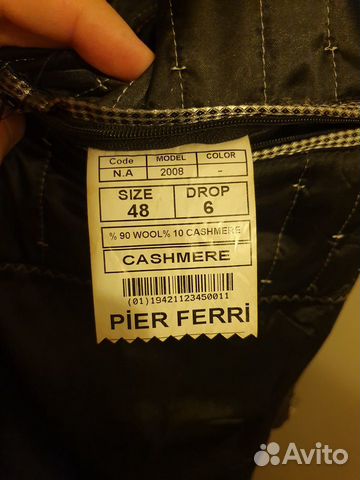 Code MODEL COLOR
N.A 2008 -
SIZE DROP
48 6
% 90 WOOL% 10 CASHMERE
CASHMERE
(01)19421123450011
PİER FERRİ
Avito